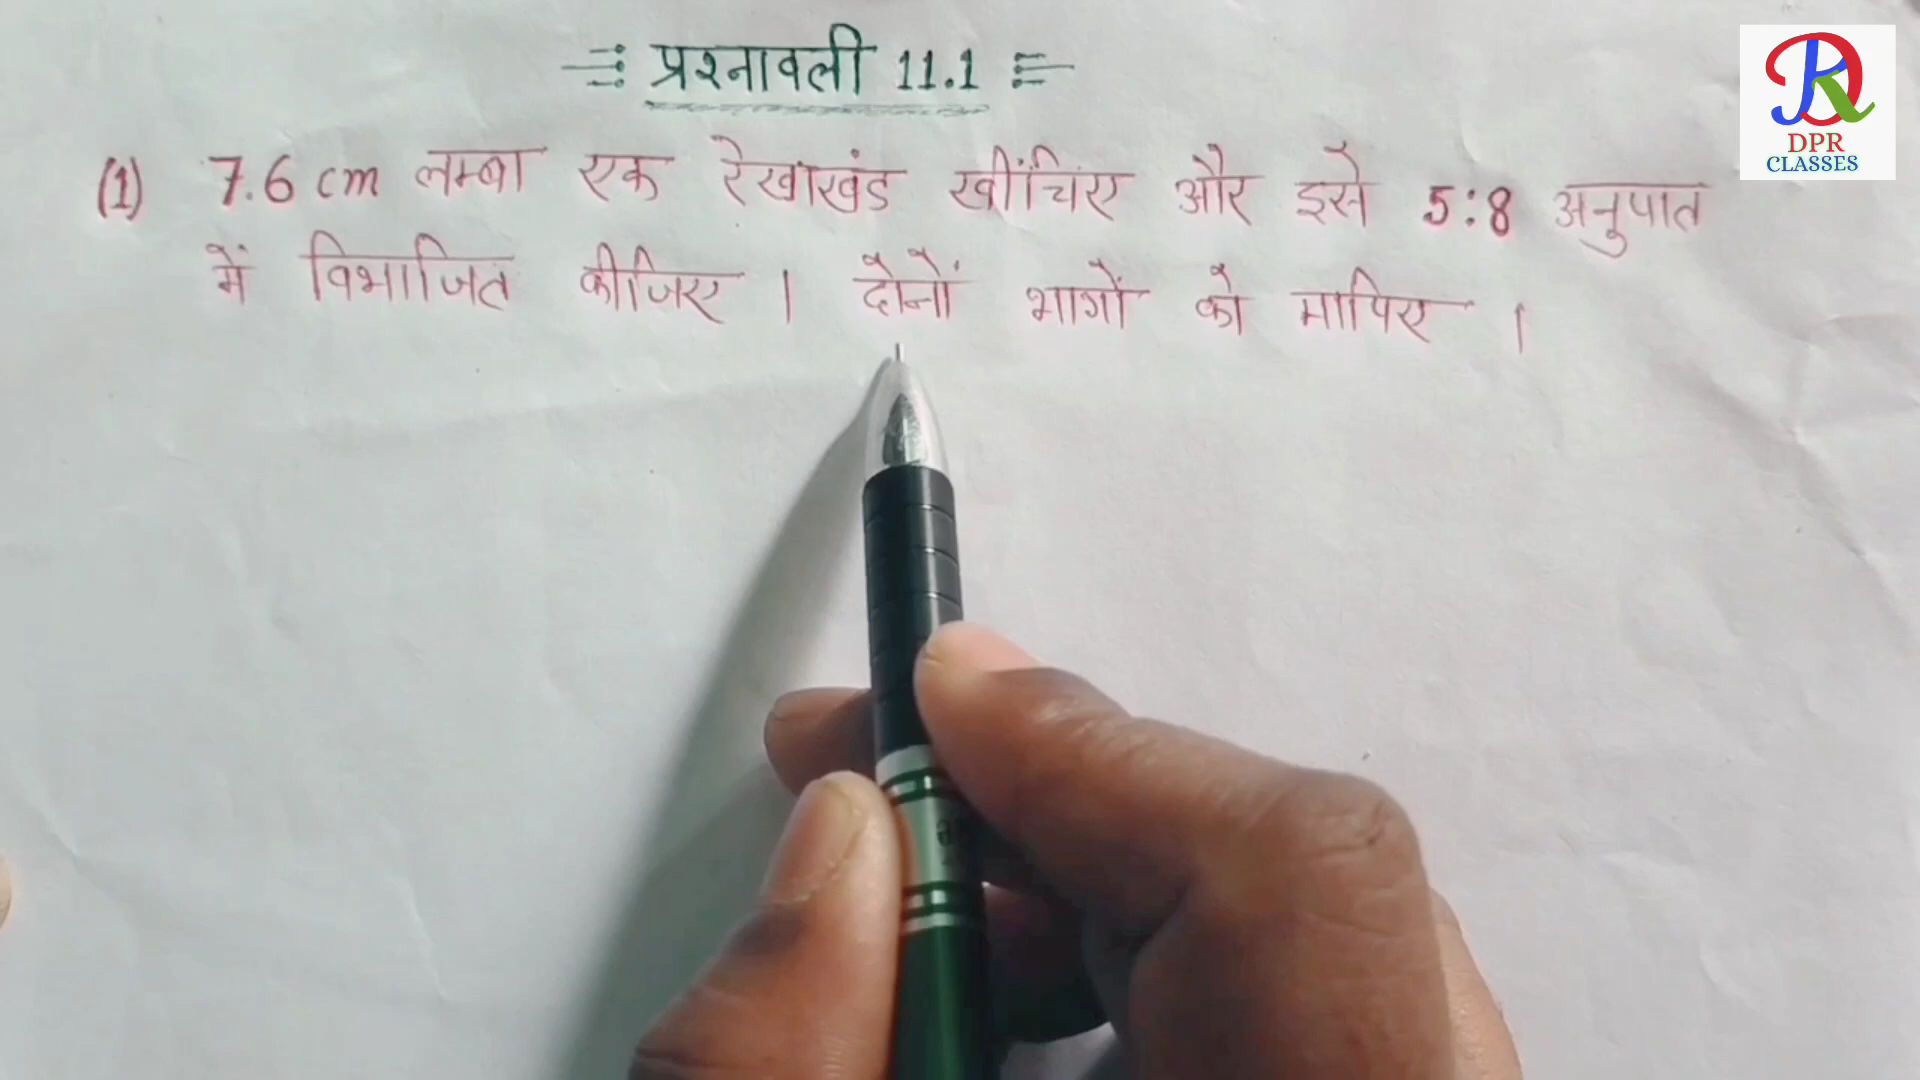 प्रश्नावली 11.1
(1) 7.6 cm लम्बा एक रेखाखंड खींचिए और इसे 5:8 अनुपात
में विभाजित कीजिए । दोनों भागों को मापिए ।
DPR
CLASSES